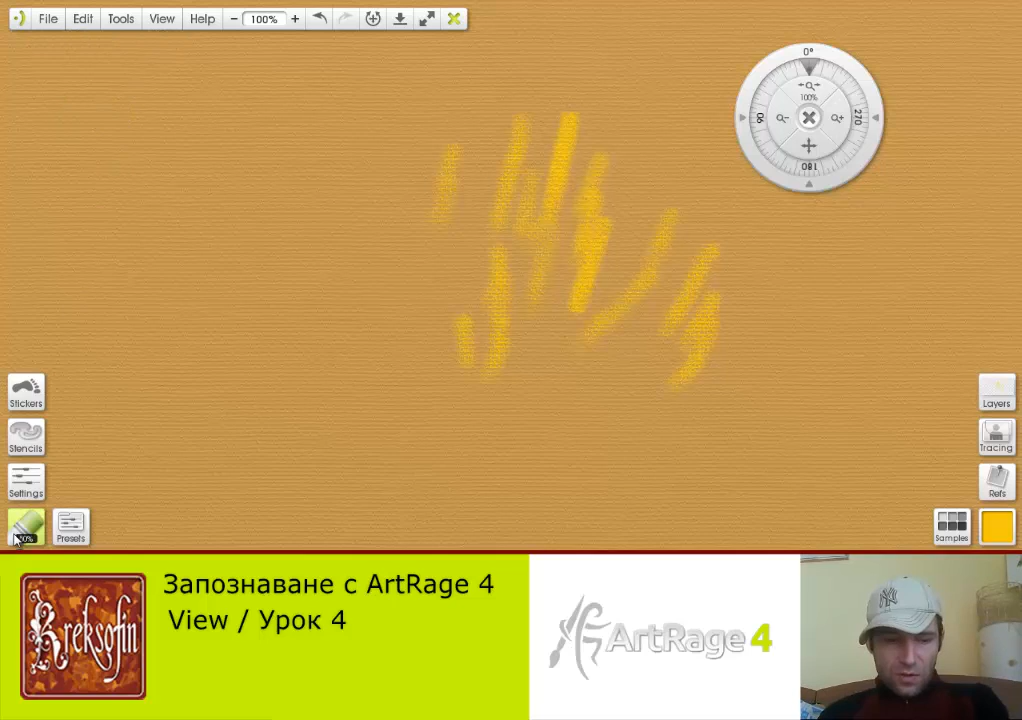 File Edit Tools View Help − 100% +
0°
100%
90
270
180
Stickers
Stencils
Settings
Presets
Layers
Tracing
Refs
Samples
Kreksofin
Запознаване с ArtRage 4
View / Урок 4
ArtRage 4
NY